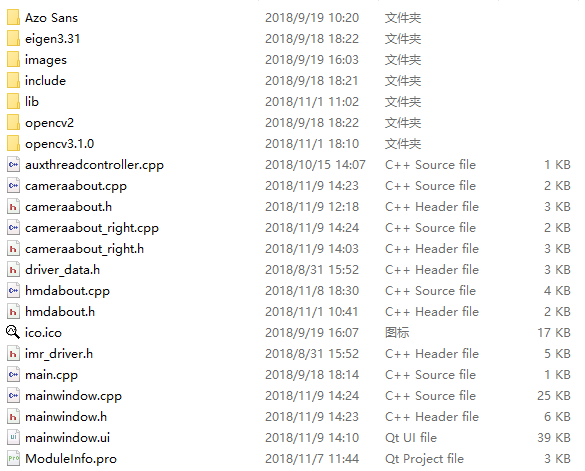 Azo Sans 2018/9/19 10:20 文件夹
eigen3.31 2018/9/18 18:22 文件夹
images 2018/9/19 16:03 文件夹
include 2018/9/18 18:21 文件夹
lib 2018/11/1 11:02 文件夹
opencv2 2018/9/18 18:22 文件夹
opencv3.1.0 2018/11/1 18:10 文件夹
auxthreadcontroller.cpp 2018/10/15 14:07 C++ Source file 1 KB
cameraabout.cpp 2018/11/9 14:23 C++ Source file 2 KB
cameraabout.h 2018/11/9 12:18 C++ Header file 3 KB
cameraabout_right.cpp 2018/11/9 14:24 C++ Source file 2 KB
cameraabout_right.h 2018/11/9 14:03 C++ Header file 3 KB
driver_data.h 2018/8/31 15:52 C++ Header file 3 KB
hmdabout.cpp 2018/11/8 18:30 C++ Source file 4 KB
hmdabout.h 2018/11/1 10:41 C++ Header file 2 KB
ico.ico 2018/9/19 16:07 图标 17 KB
imr_driver.h 2018/8/31 15:52 C++ Header file 5 KB
main.cpp 2018/9/18 18:14 C++ Source file 1 KB
mainwindow.cpp 2018/11/9 14:24 C++ Source file 25 KB
mainwindow.h 2018/11/9 14:23 C++ Header file 6 KB
mainwindow.ui 2018/11/9 14:10 Qt UI file 39 KB
ModuleInfo.pro 2018/11/7 11:44 Qt Project file 3 KB